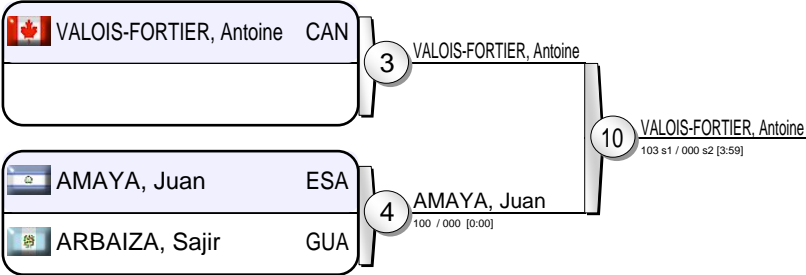 VALOIS-FORTIER, Antoine CAN
3
VALOIS-FORTIER, Antoine
10
VALOIS-FORTIER, Antoine
103 s1 / 000 s2 [3:59]
AMAYA, Juan ESA
4
AMAYA, Juan
100 / 000 [0:00]
ARBAIZA, Sajir GUA